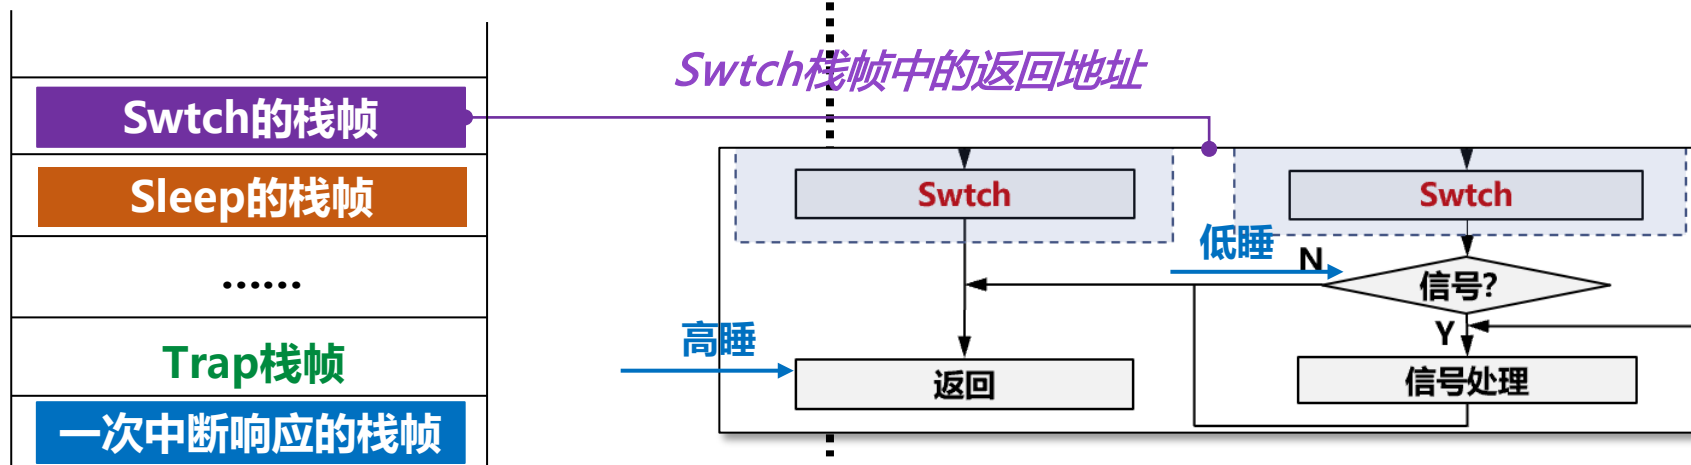 Swtch栈帧中的返回地址
Swtch的栈帧
Sleep的栈帧
......
Trap栈帧
一次中断响应的栈帧
Swtch
Swtch
低睡
N
信号?
高睡
Y
返回
信号处理